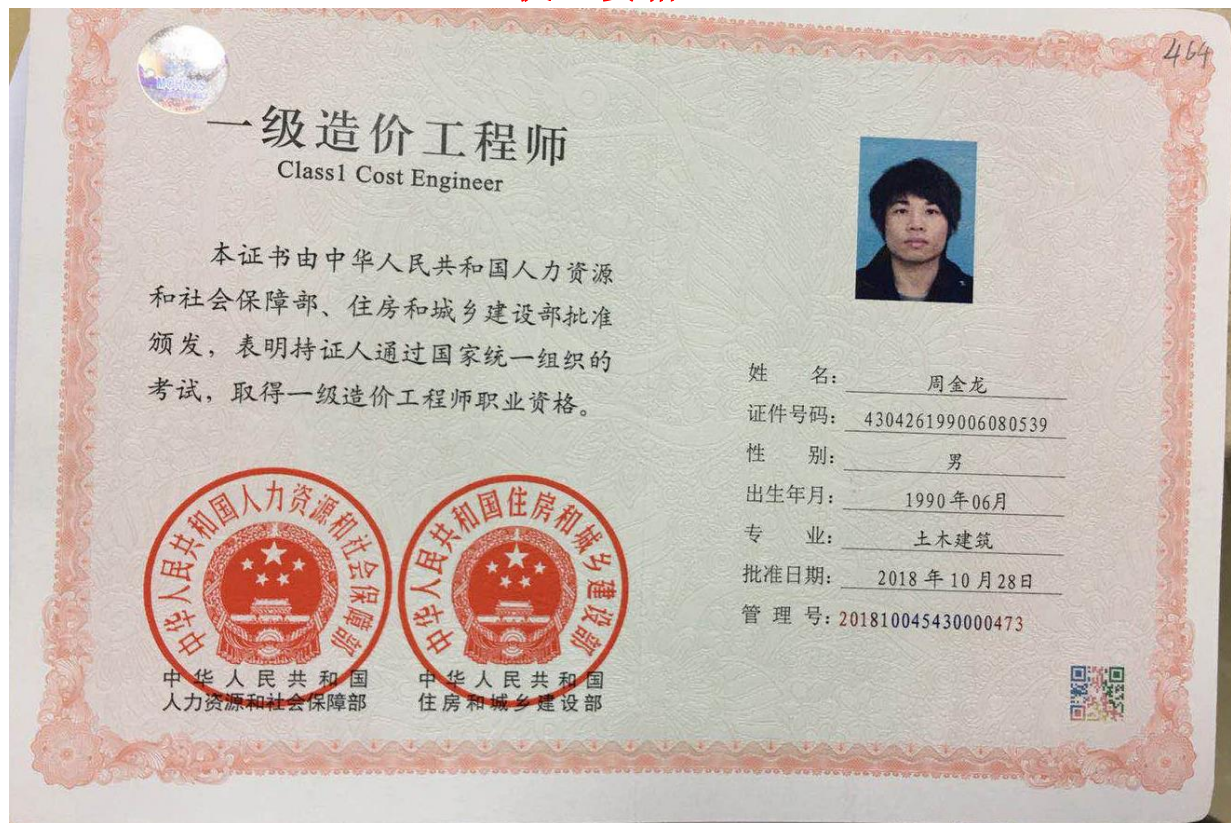 464
MOHRSS
一级造价工程师
Class1 Cost Engineer
本证书由中华人民共和国人力资源
和社会保障部、住房和城乡建设部批准
颁发，表明持证人通过国家统一组织的
考试，取得一级造价工程师职业资格。
中华人民共和国人力资源和社会保障部
中华人民共和国住房和城乡建设部
中华人民共和国
人力资源和社会保障部
中华人民共和国
住房和城乡建设部
姓 名：周金龙
证件号码：430426199006080539
性 别：男
出生年月：1990年06月
专 业：土木建筑
批准日期：2018年10月28日
管 理 号：201810045430000473